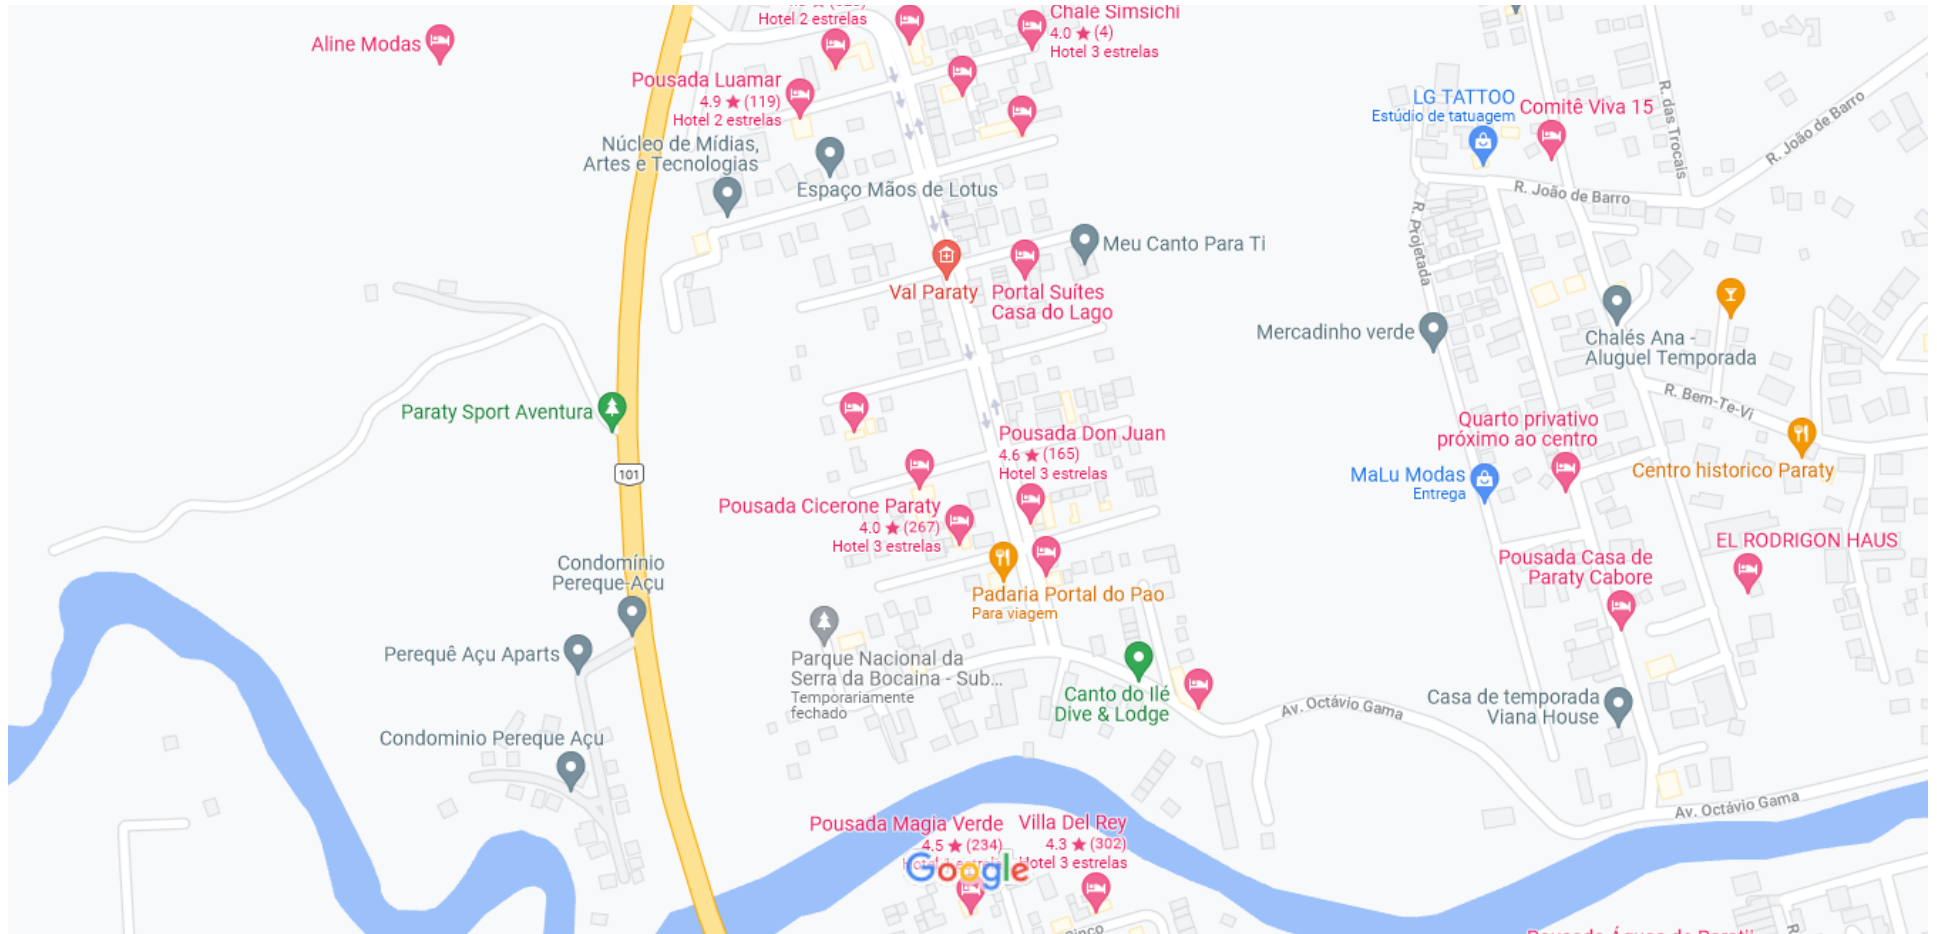 Hotel 2 estrelas
Chale Simsichi
4.0 ★ (4)
Hotel 3 estrelas
Aline Modas
Pousada Luamar
4.9 ★ (119)
Hotel 2 estrelas
Núcleo de Mídias,
Artes e Tecnologias
Espaço Mãos de Lotus
LG TATTOO
Estúdio de tatuagem
Comitê Viva 15
R. das Trocais
R. João de Barro
R. João de Barro
R. Projetada
Meu Canto Para Ti
Val Paraty
Portal Suítes
Casa do Lago
Mercadinho verde
Chalés Ana -
Aluguel Temporada
R. Bem-Te-Vi
Paraty Sport Aventura
101
Pousada Don Juan
4.6 ★ (165)
Hotel 3 estrelas
Quarto privativo
próximo ao centro
MaLu Modas
Entrega
Centro historico Paraty
Pousada Cicerone Paraty
4.0 ★ (267)
Hotel 3 estrelas
Condomínio
Pereque-Açu
Padaria Portal do Pao
Para viagem
Pousada Casa de
Paraty Cabore
EL RODRIGON HAUS
Perequê Açu Aparts
Parque Nacional da
Serra da Bocaina - Sub...
Temporariamente
fechado
Canto do Ilé
Dive & Lodge
Av. Octávio Gama
Casa de temporada
Viana House
Condominio Pereque Açu
Av. Octávio Gama
Pousada Magia Verde
4.5 ★ (234)
Villa Del Rey
4.3 ★ (302)
Hotel 3 estrelas
Google